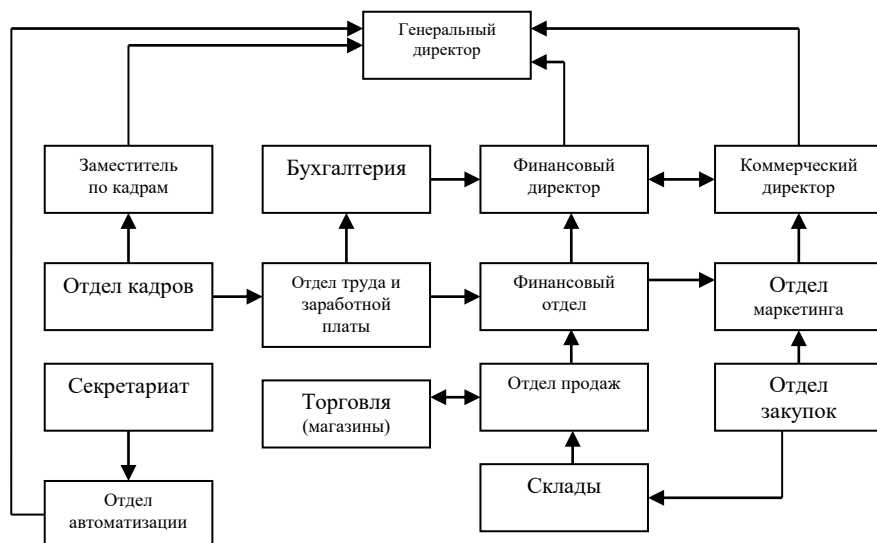 Генеральный
директор
Заместитель
по кадрам
Бухгалтерия
Финансовый
директор
Коммерческий
директор
Отдел кадров
Отдел труда и
заработной
платы
Финансовый
отдел
Отдел
маркетинга
Секретариат
Торговля
(магазины)
Отдел продаж
Отдел
закупок
Отдел
автоматизации
Склады